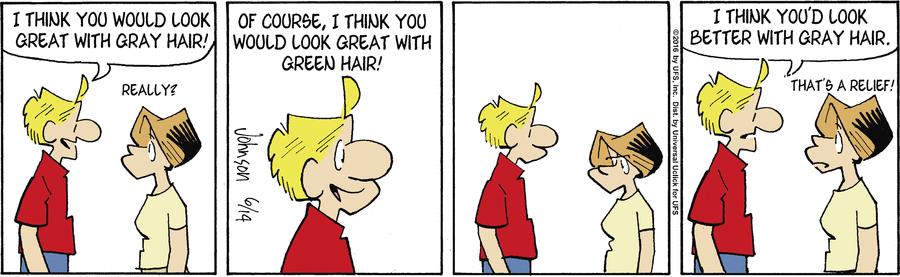 I THINK YOU WOULD LOOK
GREAT WITH GRAY HAIR!
REALLY?
OF COURSE, I THINK YOU
WOULD LOOK GREAT WITH
GREEN HAIR!
Johnson 6/14
©2016 by UFS, Inc. Dist. by Universal Uclick for UFS
I THINK YOU'D LOOK
BETTER WITH GRAY HAIR.
THAT'S A RELIEF!